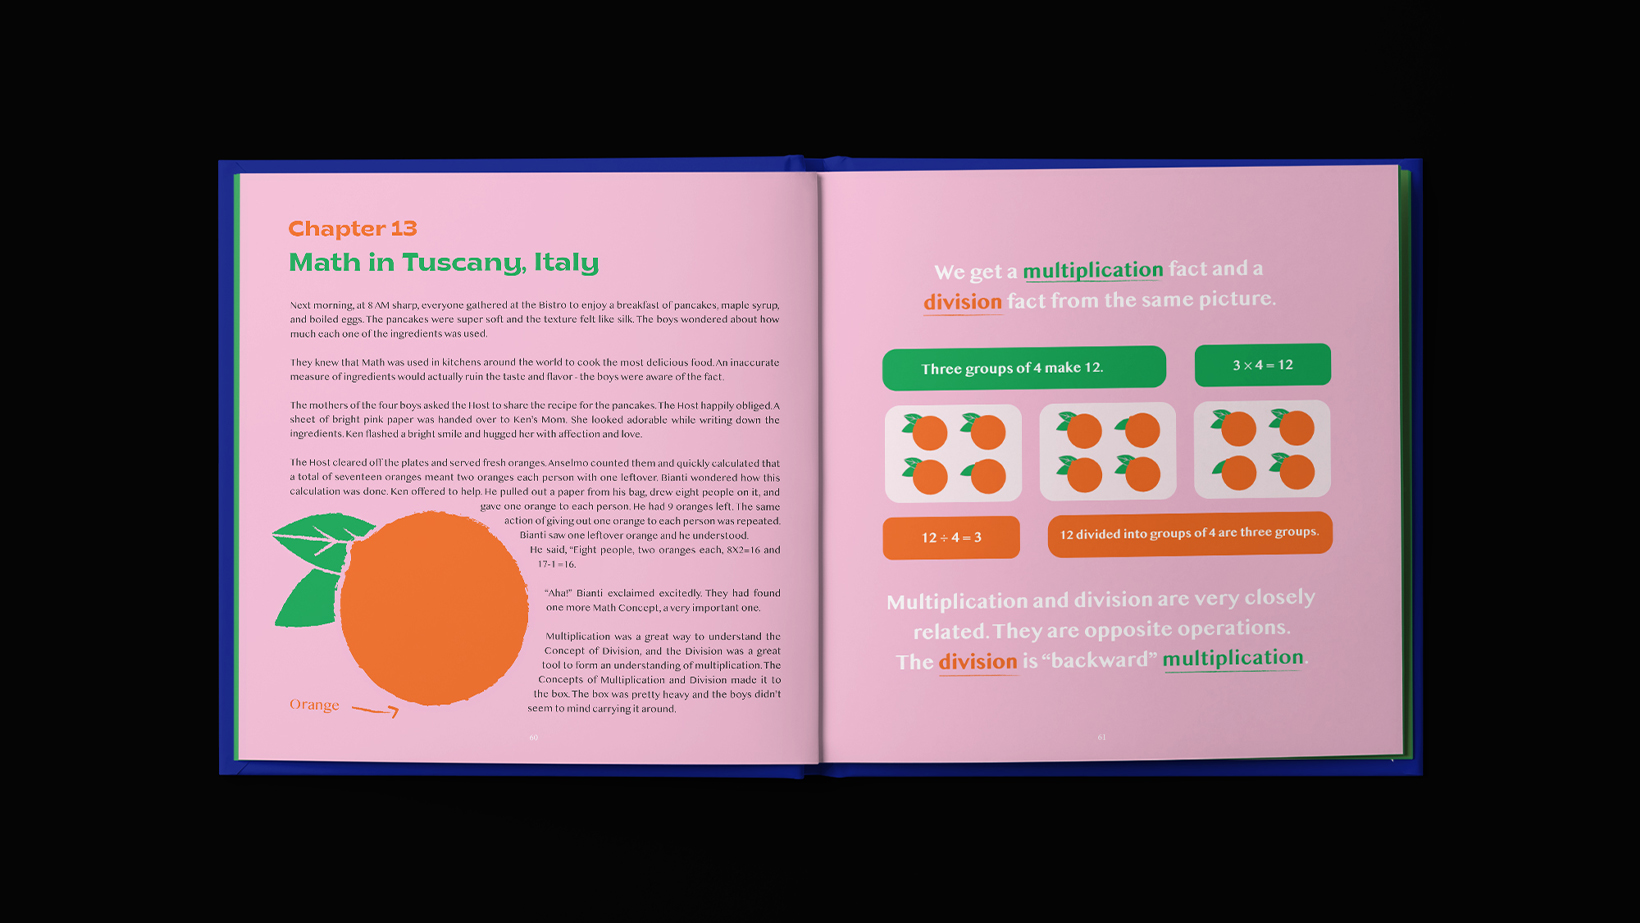 Chapter 13
Math in Tuscany, Italy
Next morning, at 8 AM sharp, everyone gathered at the Bistro to enjoy a breakfast of pancakes, maple syrup,
and boiled eggs. The pancakes were super soft and the texture felt like silk. The boys wondered about how
much each one of the ingredients was used.
They knew that Math was used in kitchens around the world to cook the most delicious food. An inaccurate
measure of ingredients would actually ruin the taste and flavor - the boys were aware of the fact.
The mothers of the four boys asked the Host to share the recipe for the pancakes. The Host happily obliged. A
sheet of bright pink paper was handed over to Ken's Mom. She looked adorable while writing down the
ingredients. Ken flashed a bright smile and hugged her with affection and love.
The Host cleared off the plates and served fresh oranges. Anselmo counted them and quickly calculated that
a total of seventeen oranges meant two oranges each person with one leftover. Bianti wondered how this
calculation was done. Ken offered to help. He pulled out a paper from his bag, drew eight people on it, and
gave one orange to each person. He had 9 oranges left. The same
action of giving out one orange to each person was repeated.
Bianti saw one leftover orange and he understood.
He said, "Eight people, two oranges each, 8X2=16 and
17-1=16.
"Aha!" Bianti exclaimed excitedly. They had found
one more Math Concept, a very important one.
Multiplication was a great way to understand the
Concept of Division, and the Division was a great
tool to form an understanding of multiplication. The
Concepts of Multiplication and Division made it to
the box. The box was pretty heavy and the boys didn't
seem to mind carrying it around.
Orange
60
We get a multiplication fact and a
division fact from the same picture.
Three groups of 4 make 12.
3 × 4 = 12
12 ÷ 4 = 3
12 divided into groups of 4 are three groups.
Multiplication and division are very closely
related. They are opposite operations.
The division is “backward” multiplication.
61